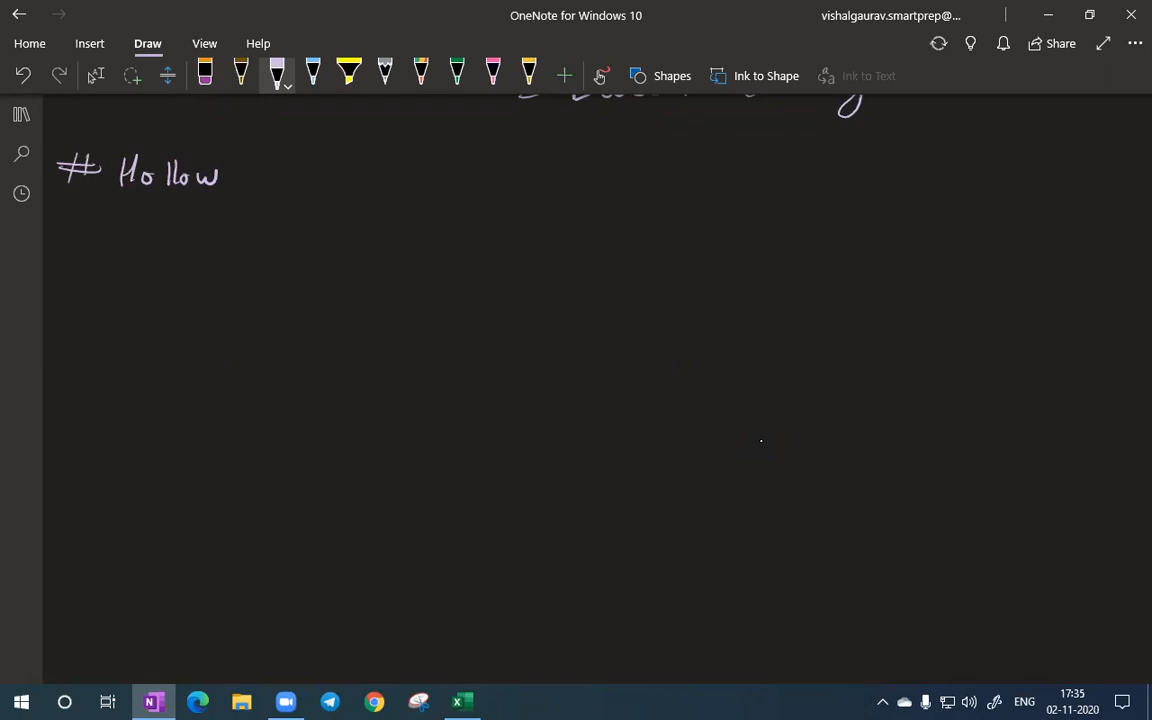 OneNote for Windows 10
vishalgaurav.smartprep@...
Home Insert Draw View Help
Share
Shapes Ink to Shape Ink to Text
# Hollow
ENG
17:35
02-11-2020